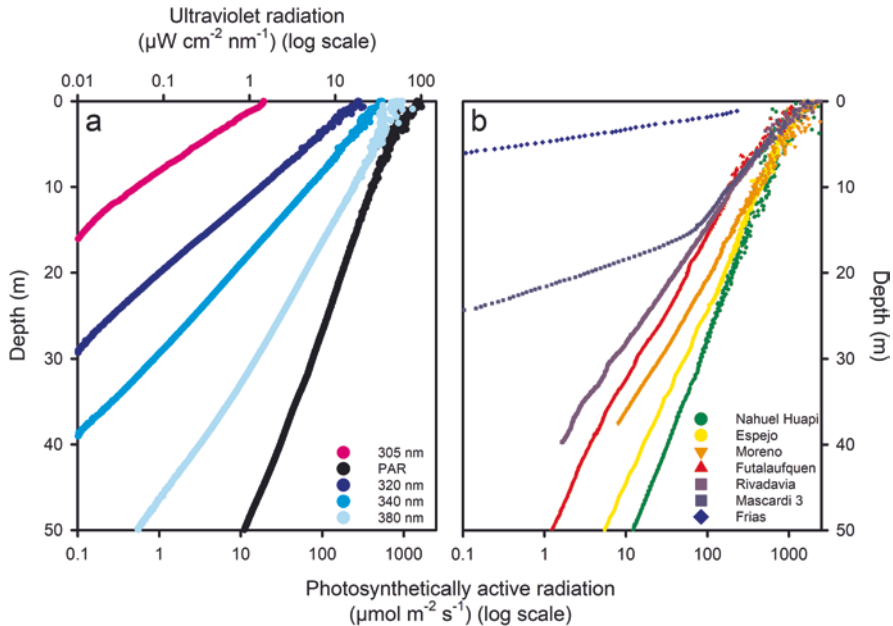 Ultraviolet radiation
(µW cm⁻² nm⁻¹) (log scale)
0.01 0.1 1 10 100
a
0
10
20
30
40
50
Depth (m)
305 nm
PAR
320 nm
340 nm
380 nm
0.1 1 10 100 1000
b
0
10
20
30
40
50
Depth (m)
Nahuel Huapi
Espejo
Moreno
Futalaufquen
Rivadavia
Mascardi 3
Frias
0.1 1 10 100 1000
Photosynthetically active radiation
(µmol m⁻² s⁻¹) (log scale)